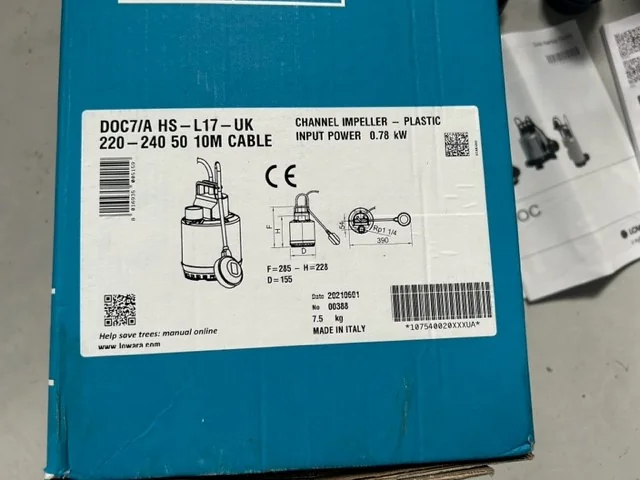 DOC7/A HS-L17-UK
220-240 50 10M CABLE
CHANNEL IMPELLER - PLASTIC
INPUT POWER 0.78 kW
CE
F
H
D
54
Rp1 1/4
390
F=285 - H=228
D=155
Date 20210601
No 00388
7.5 kg
MADE IN ITALY
*107540020XXXUA*
Help save trees: manual online
www.lowara.com
DOC